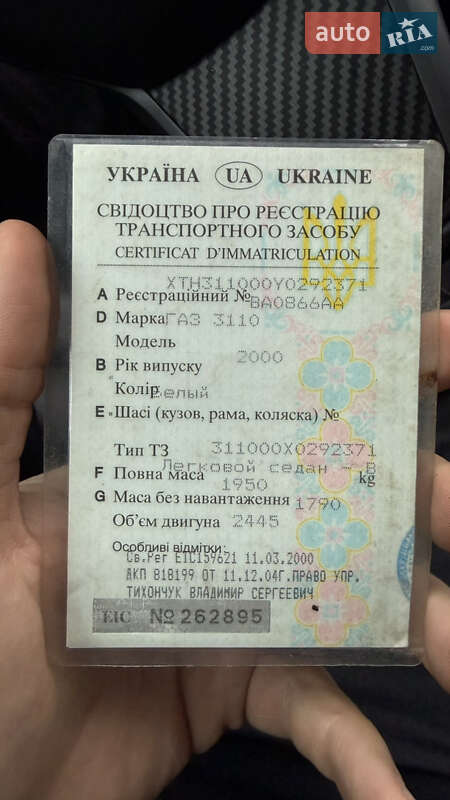 auto RIA .com
УКРАЇНА UA UKRAINE
СВІДОЦТВО ПРО РЕЄСТРАЦІЮ
ТРАНСПОРТНОГО ЗАСОБУ
CERTIFICAT D'IMMATRICULATION
XTH311000Y0292371
A Реєстраційний № BA0866AA
D Марка ГАЗ 3110
Модель
B Рік випуску 2000
Колір Белый
E Шасі (кузов, рама, коляска) №
Тип ТЗ 311000X0292371
Легковой седан - В
F Повна маса 1950 kg
G Маса без навантаження 1790
Об'єм двигуна 2445
Особливі відмітки:
Св.Рег ЕІС159621 11.03.2000
ДКП 818199 ОТ 11.12.04Г.ПРАВО УПР.
ТИХОНЧУК ВЛАДИМИР СЕРГЕЕВИЧ
ЕІС №262895